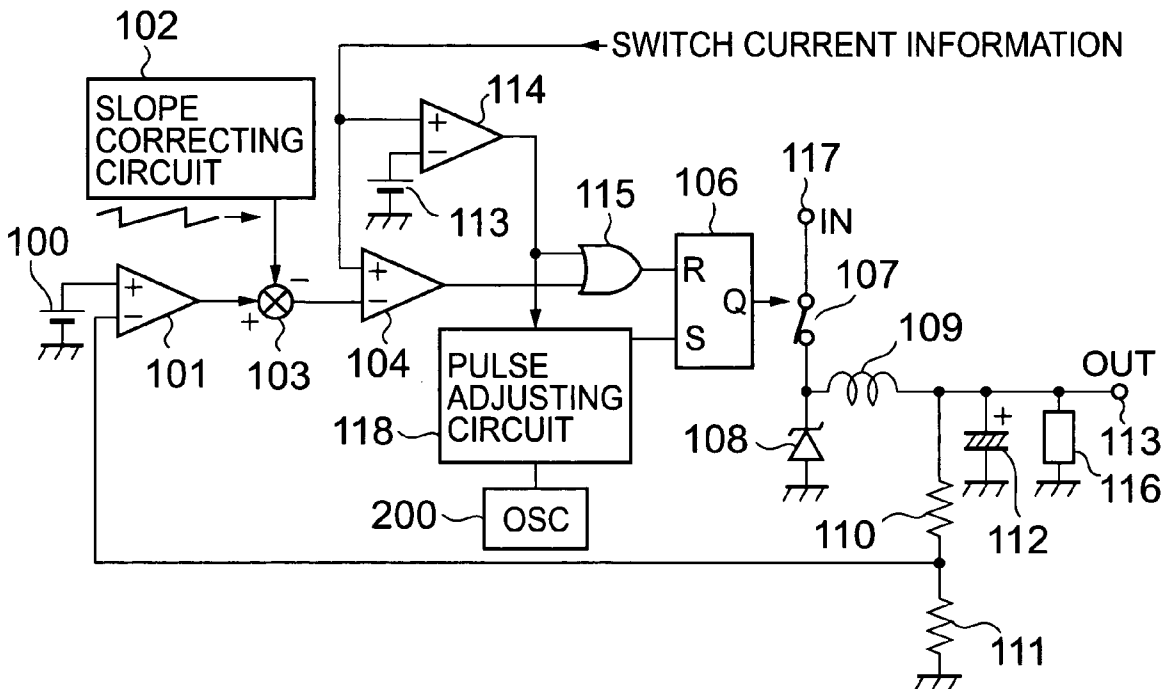 102
SWITCH CURRENT INFORMATION
SLOPE
CORRECTING
CIRCUIT
+
−
114
113
117
IN
115
106
100
+
−
101
−
+
103
+
−
104
R
Q
S
107
109
OUT
PULSE
ADJUSTING
CIRCUIT
118
108
+
113
116
112
200
OSC
110
111